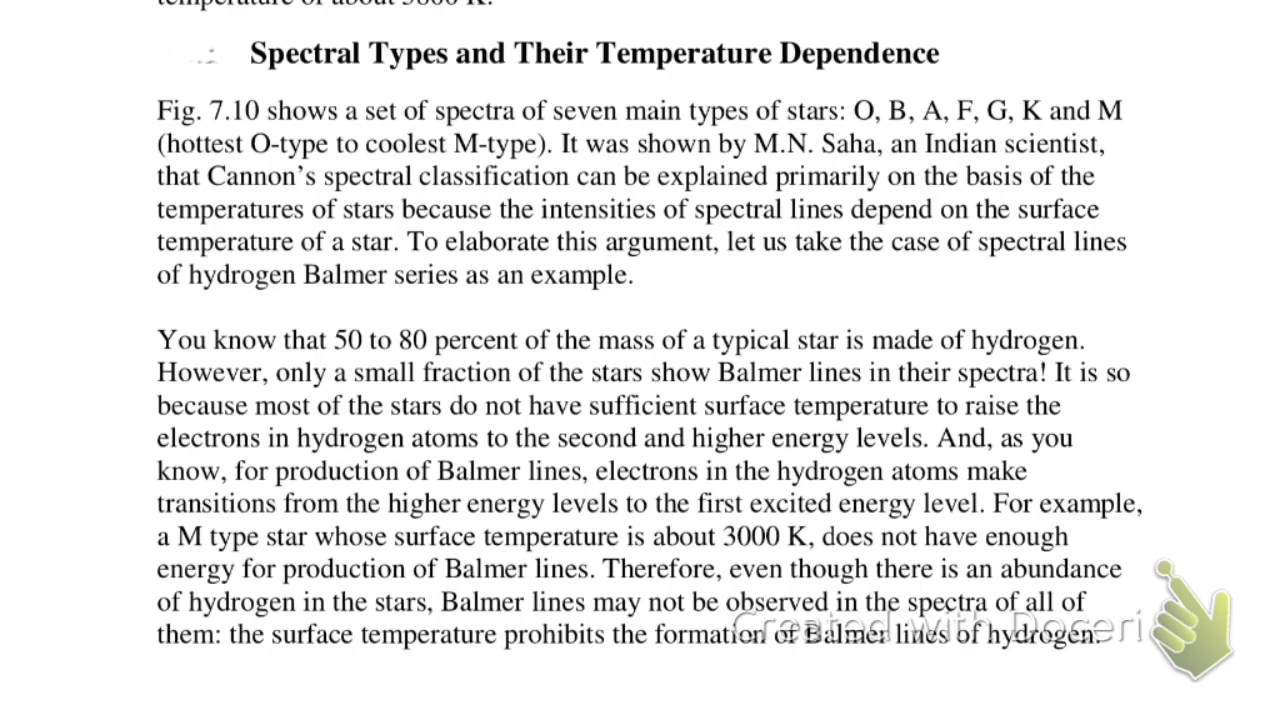 temperature of about 5800 K.
Spectral Types and Their Temperature Dependence
Fig. 7.10 shows a set of spectra of seven main types of stars: O, B, A, F, G, K and M
(hottest O-type to coolest M-type). It was shown by M.N. Saha, an Indian scientist,
that Cannon's spectral classification can be explained primarily on the basis of the
temperatures of stars because the intensities of spectral lines depend on the surface
temperature of a star. To elaborate this argument, let us take the case of spectral lines
of hydrogen Balmer series as an example.
You know that 50 to 80 percent of the mass of a typical star is made of hydrogen.
However, only a small fraction of the stars show Balmer lines in their spectra! It is so
because most of the stars do not have sufficient surface temperature to raise the
electrons in hydrogen atoms to the second and higher energy levels. And, as you
know, for production of Balmer lines, electrons in the hydrogen atoms make
transitions from the higher energy levels to the first excited energy level. For example,
a M type star whose surface temperature is about 3000 K, does not have enough
energy for production of Balmer lines. Therefore, even though there is an abundance
of hydrogen in the stars, Balmer lines may not be observed in the spectra of all of
them: the surface temperature prohibits the formation of Balmer lines of hydrogen.
Created with Doceri